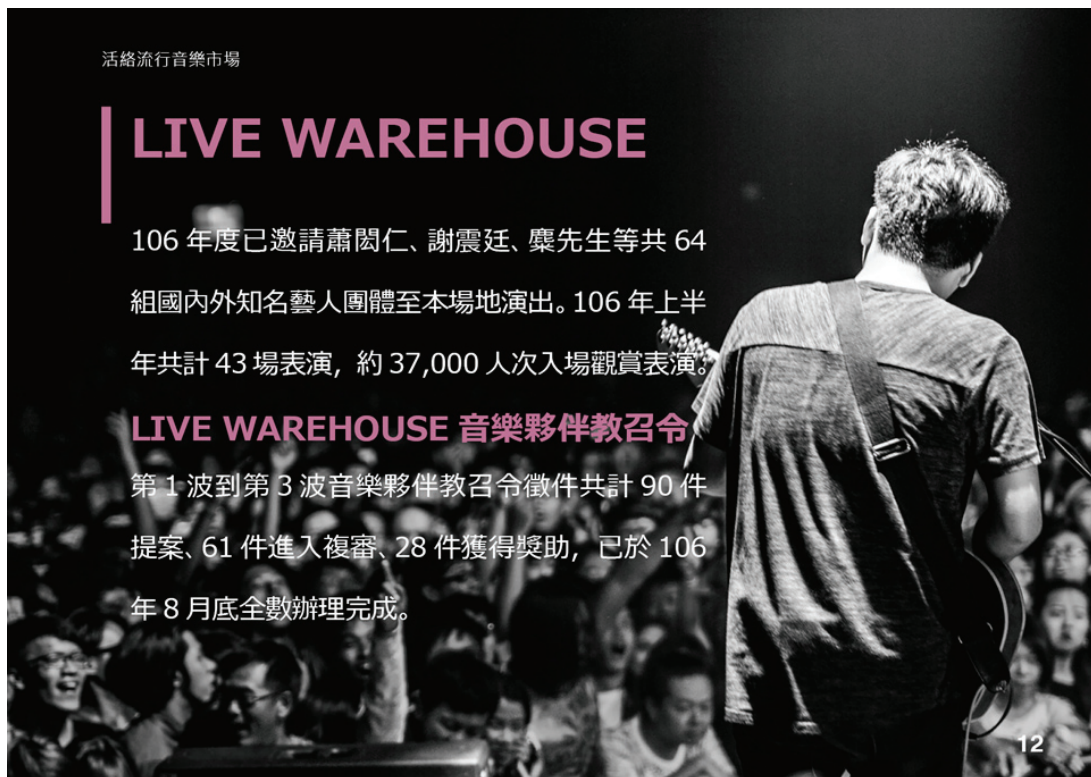 活絡流行音樂市場
LIVE WAREHOUSE
106 年度已邀請蕭閎仁、謝震廷、麋先生等共 64
組國內外知名藝人團體至本場地演出。106 年上半
年共計 43 場表演，約 37,000 人次入場觀賞表演。
LIVE WAREHOUSE 音樂夥伴教召令
第 1 波到第 3 波音樂夥伴教召令徵件共計 90 件
提案、61 件進入複審、28 件獲得獎助，已於 106
年 8 月底全數辦理完成。
12